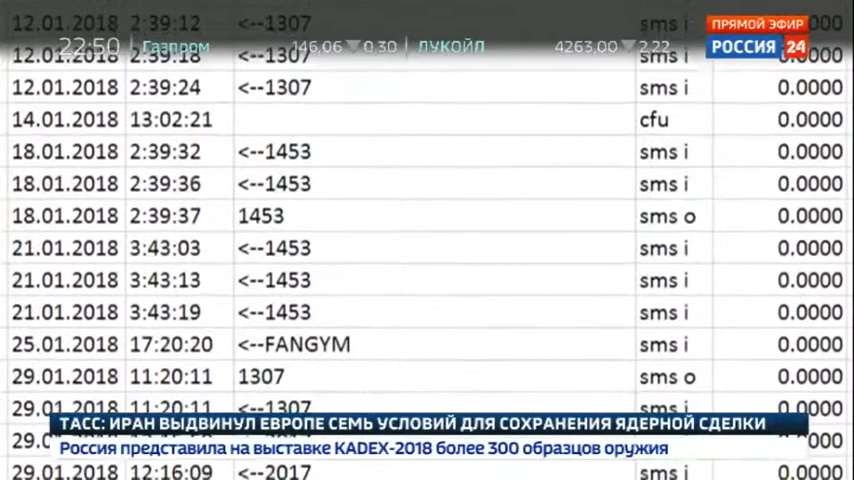 12.01.2018 2:39:12 <--1307 sms i 0.0000
ПРЯМОЙ ЭФИР
22:50 Газпром 146,06 ▼ 0,30 ЛУКОЙЛ 4263,00 ▼ 2,22 РОССИЯ 24
12.01.2018 2:39:18 <--1307 sms i 0.0000
12.01.2018 2:39:24 <--1307 sms i 0.0000
14.01.2018 13:02:21 cfu 0.0000
18.01.2018 2:39:32 <--1453 sms i 0.0000
18.01.2018 2:39:36 <--1453 sms i 0.0000
18.01.2018 2:39:37 1453 sms o 0.0000
21.01.2018 3:43:03 <--1453 sms i 0.0000
21.01.2018 3:43:13 <--1453 sms i 0.0000
21.01.2018 3:43:19 <--1453 sms i 0.0000
25.01.2018 17:20:20 <--FANGYM sms i 0.0000
29.01.2018 11:20:11 1307 sms o 0.0000
29.01.2018 11:20:11 <--1307 sms i 0.0000
ТАСС: ИРАН ВЫДВИНУЛ ЕВРОПЕ СЕМЬ УСЛОВИЙ ДЛЯ СОХРАНЕНИЯ ЯДЕРНОЙ СДЕЛКИ
Россия представила на выставке KADEX-2018 более 300 образцов оружия
29.01.2018 12:16:09 <--2017 sms i 0.0000